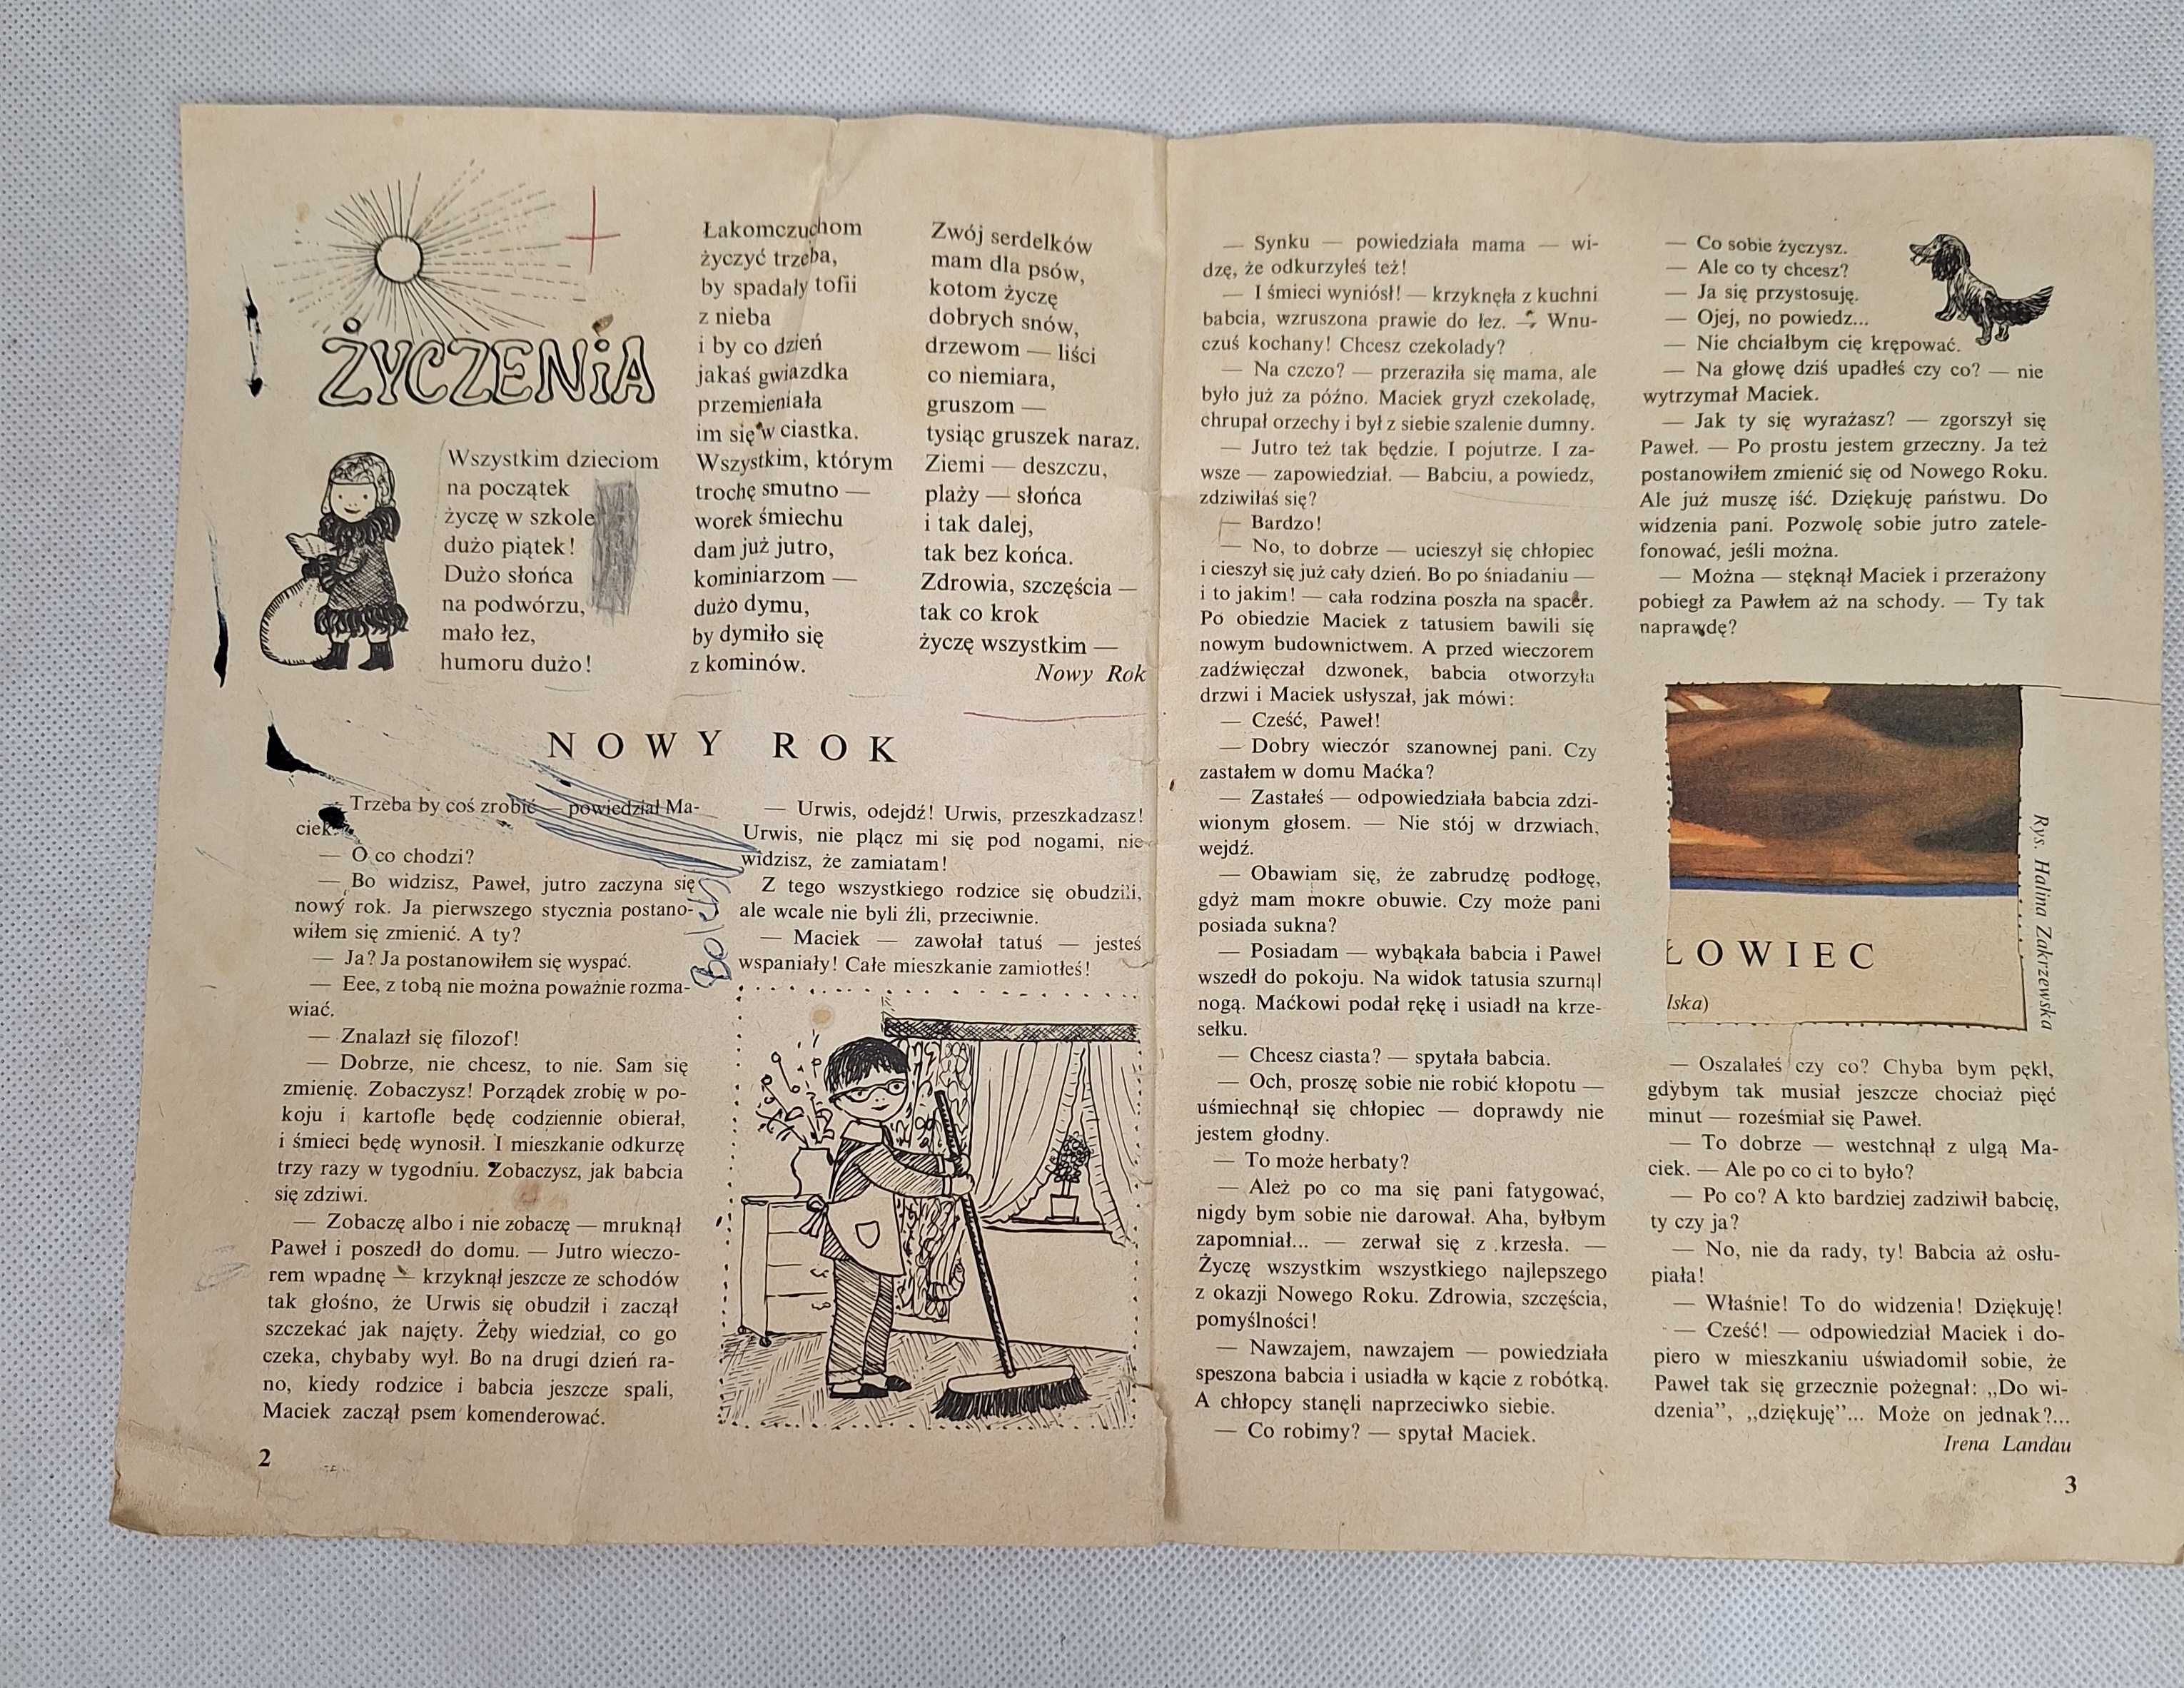 ŻYCZENiA
Wszystkim dzieciom
na początek
życzę w szkole
dużo piątek!
Dużo słońca
na podwórzu,
mało łez,
humoru dużo!
Łakomczuchom
życzyć trzeba,
by spadały tofii
z nieba
i by co dzień
jakaś gwiazdka
przemieniała
im się w ciastka.
Wszystkim, którym
trochę smutno —
worek śmiechu
dam już jutro,
kominiarzom —
dużo dymu,
by dymiło się
z kominów.
Zwój serdelków
mam dla psów,
kotom życzę
dobrych snów,
drzewom — liści
co niemiara,
gruszom —
tysiąc gruszek naraz.
Ziemi — deszczu,
plaży — słońca
i tak dalej,
tak bez końca.
Zdrowia, szczęścia —
tak co krok
życzę wszystkim —
Nowy Rok
NOWY ROK
— Trzeba by coś zrobić — powiedział Ma-
ciek.
— O co chodzi?
— Bo widzisz, Paweł, jutro zaczyna się
nowy rok. Ja pierwszego stycznia postano-
wiłem się zmienić. A ty?
— Ja? Ja postanowiłem się wyspać.
— Eee, z tobą nie można poważnie rozma-
wiać.
— Znalazł się filozof!
— Dobrze, nie chcesz, to nie. Sam się
zmienię. Zobaczysz! Porządek zrobię w po-
koju i kartofle będę codziennie obierał,
i śmieci będę wynosił. I mieszkanie odkurzę
trzy razy w tygodniu. Zobaczysz, jak babcia
się zdziwi.
— Zobaczę albo i nie zobaczę — mruknął
Paweł i poszedł do domu. — Jutro wieczo-
rem wpadnę — krzyknął jeszcze ze schodów
tak głośno, że Urwis się obudził i zaczął
szczekać jak najęty. Żeby wiedział, co go
czeka, chybaby wył. Bo na drugi dzień ra-
no, kiedy rodzice i babcia jeszcze spali,
Maciek zaczął psem komenderować.
2
— Urwis, odejdź! Urwis, przeszkadzasz!
Urwis, nie plącz mi się pod nogami, nie
widzisz, że zamiatam!
Z tego wszystkiego rodzice się obudzili,
ale wcale nie byli źli, przeciwnie.
— Maciek — zawołał tatuś — jesteś
wspaniały! Całe mieszkanie zamiotłeś!
— Synku — powiedziała mama — wi-
dzę, że odkurzyłeś też!
— I śmieci wyniósł! — krzyknęła z kuchni
babcia, wzruszona prawie do łez. — Wnu-
czuś kochany! Chcesz czekolady?
— Na czczo? — przeraziła się mama, ale
było już za późno. Maciek gryzł czekoladę,
chrupał orzechy i był z siebie szalenie dumny.
— Jutro też tak będzie. I pojutrze. I za-
wsze — zapowiedział. — Babciu, a powiedz,
zdziwiłaś się?
— Bardzo!
— No, to dobrze — ucieszył się chłopiec
i cieszył się już cały dzień. Bo po śniadaniu —
i to jakim! — cała rodzina poszła na spacer.
Po obiedzie Maciek z tatusiem bawili się
nowym budownictwem. A przed wieczorem
zadźwięczał dzwonek, babcia otworzyła
drzwi i Maciek usłyszał, jak mówi:
— Cześć, Paweł!
— Dobry wieczór szanownej pani. Czy
zastałem w domu Maćka?
— Zastałeś — odpowiedziała babcia zdzi-
wionym głosem. — Nie stój w drzwiach,
wejdź.
— Obawiam się, że zabrudzę podłogę,
gdyż mam mokre obuwie. Czy może pani
posiada sukna?
— Posiadam — wybąkała babcia i Paweł
wszedł do pokoju. Na widok tatusia szurnął
nogą. Maćkowi podał rękę i usiadł na krze-
sełku.
— Chcesz ciasta? — spytała babcia.
— Och, proszę sobie nie robić kłopotu —
uśmiechnął się chłopiec — doprawdy nie
jestem głodny.
— To może herbaty?
— Ależ po co ma się pani fatygować,
nigdy bym sobie nie darował. Aha, byłbym
zapomniał... — zerwał się z krzesła. —
Życzę wszystkim wszystkiego najlepszego
z okazji Nowego Roku. Zdrowia, szczęścia,
pomyślności!
— Nawzajem, nawzajem — powiedziała
speszona babcia i usiadła w kącie z robótką.
A chłopcy stanęli naprzeciwko siebie.
— Co robimy? — spytał Maciek.
— Co sobie życzysz.
— Ale co ty chcesz?
— Ja się przystosuję.
— Ojej, no powiedz...
— Nie chciałbym cię krępować.
— Na głowę dziś upadłeś czy co? — nie
wytrzymał Maciek.
— Jak ty się wyrażasz? — zgorszył się
Paweł. — Po prostu jestem grzeczny. Ja też
postanowiłem zmienić się od Nowego Roku.
Ale już muszę iść. Dziękuję państwu. Do
widzenia pani. Pozwolę sobie jutro zatele-
fonować, jeśli można.
— Można — stęknął Maciek i przerażony
pobiegł za Pawłem aż na schody. — Ty tak
naprawdę?
ŁOWIEC
lska)
Rys. Halina Zakrzewska
— Oszalałeś czy co? Chyba bym pękł,
gdybym tak musiał jeszcze chociaż pięć
minut — roześmiał się Paweł.
— To dobrze — westchnął z ulgą Ma-
ciek. — Ale po co ci to było?
— Po co? A kto bardziej zadziwił babcię,
ty czy ja?
— No, nie da rady, ty! Babcia aż osłu-
piała!
— Właśnie! To do widzenia! Dziękuję!
— Cześć! — odpowiedział Maciek i do-
piero w mieszkaniu uświadomił sobie, że
Paweł tak się grzecznie pożegnał: „Do wi-
dzenia”, „dziękuję”... Może on jednak?...
Irena Landau
3